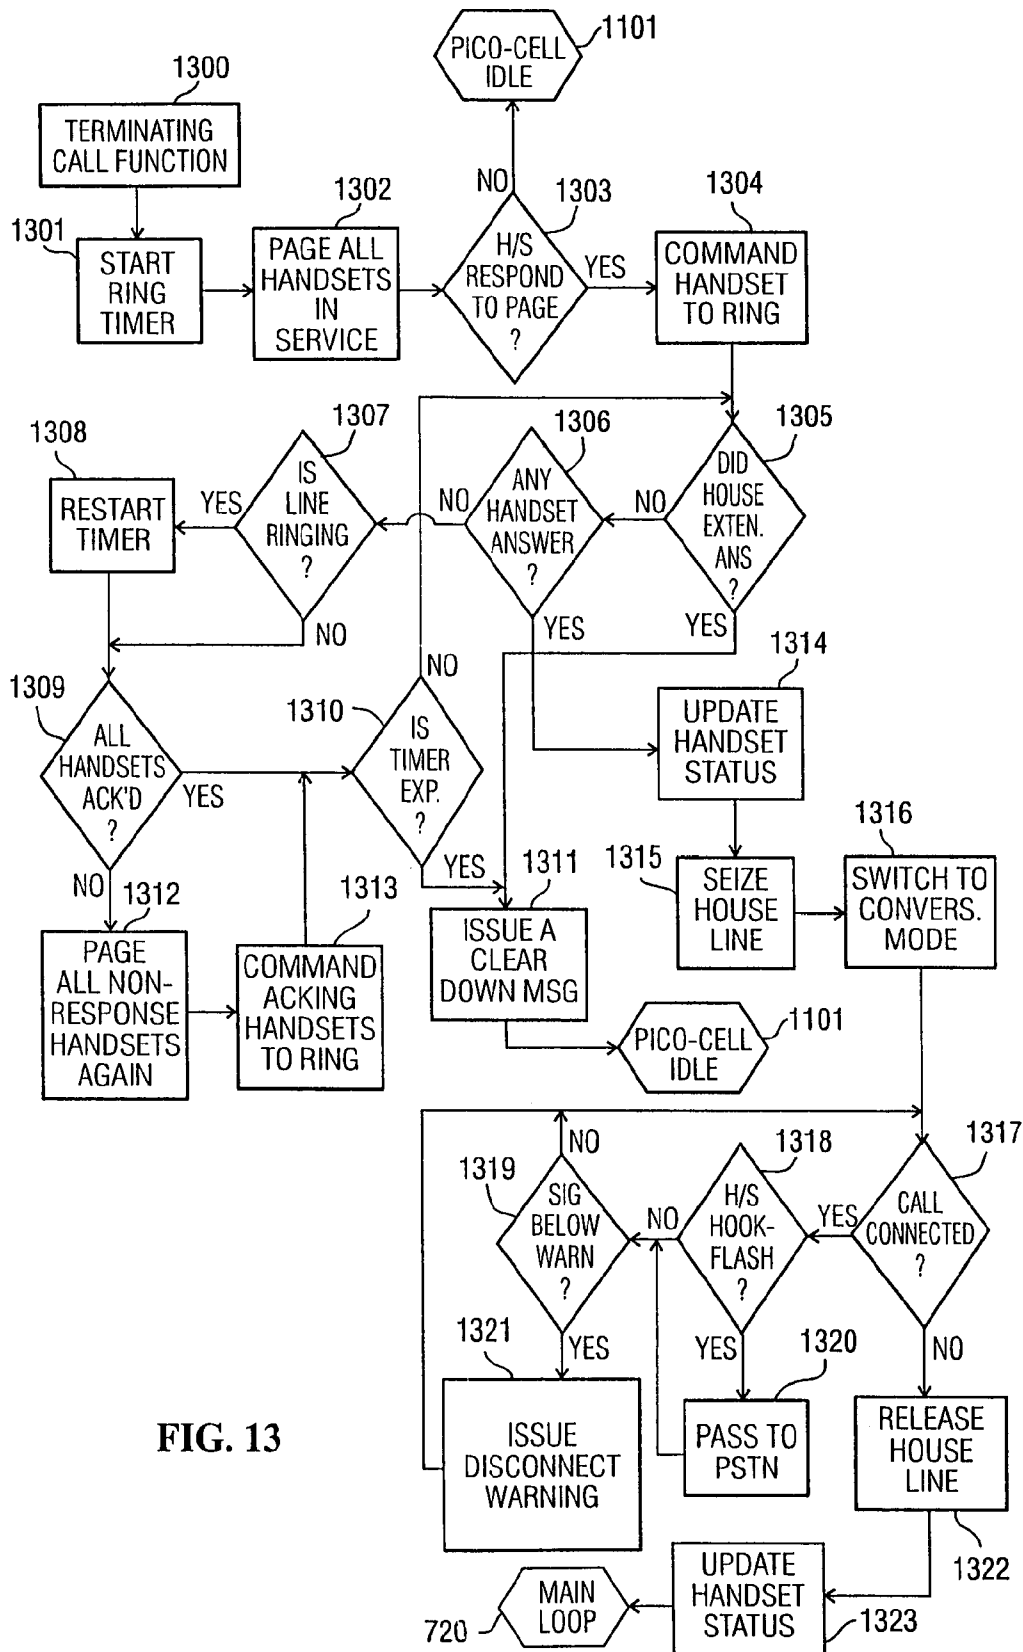 1101
PICO-CELL
IDLE
1300
TERMINATING
CALL FUNCTION
1301
START
RING
TIMER
1302
PAGE ALL
HANDSETS
IN
SERVICE
NO
1303
H/S
RESPOND
TO PAGE
?
YES
1304
COMMAND
HANDSET
TO RING
1305
DID
HOUSE
EXTEN.
ANS
?
NO
YES
1306
ANY
HANDSET
ANSWER
?
NO
YES
1307
IS
LINE
RINGING
?
YES
NO
1308
RESTART
TIMER
1309
ALL
HANDSETS
ACK'D
?
YES
NO
1310
IS
TIMER
EXP.
?
NO
YES
1311
ISSUE A
CLEAR
DOWN MSG
1101
PICO-CELL
IDLE
1312
PAGE
ALL NON-
RESPONSE
HANDSETS
AGAIN
1313
COMMAND
ACKING
HANDSETS
TO RING
1314
UPDATE
HANDSET
STATUS
1315
SEIZE
HOUSE
LINE
1316
SWITCH TO
CONVERS.
MODE
1317
CALL
CONNECTED
?
YES
NO
1318
H/S
HOOK-
FLASH
?
NO
YES
1319
SIG
BELOW
WARN
?
NO
YES
1320
PASS TO
PSTN
1321
ISSUE
DISCONNECT
WARNING
RELEASE
HOUSE
LINE
1322
UPDATE
HANDSET
STATUS
1323
MAIN
LOOP
720
FIG. 13